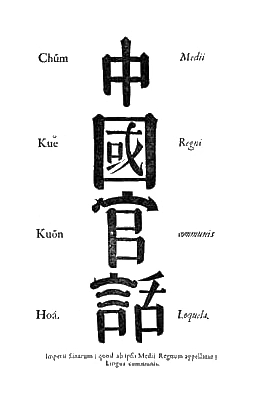 Chūm 中 Medii
Kuĕ 國 Regni
Kuōn 官 communis
Hoá. 話 Loquela.
Imperii Sinarum ; quod ab ipsis Medii Regnum appellatur ;
Lingua communis.